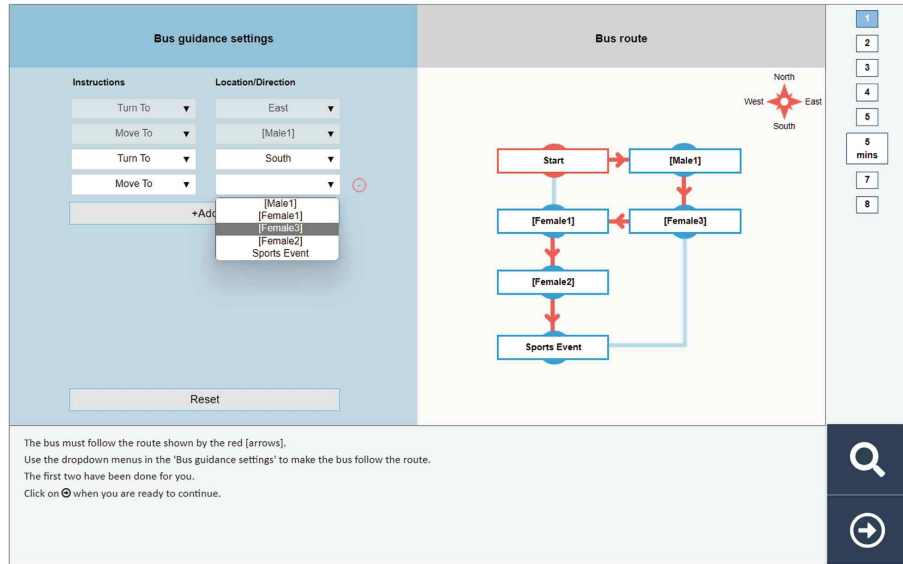 Bus guidance settings
Bus route
Instructions
Location/Direction
Turn To
East
Move To
[Male1]
Turn To
South
Move To
+Add
[Male1]
[Female1]
[Female3]
[Female2]
Sports Event
Reset
North
West
East
South
Start
[Male1]
[Female1]
[Female3]
[Female2]
Sports Event
1
2
3
4
5
5
mins
7
8
The bus must follow the route shown by the red [arrows].
Use the dropdown menus in the 'Bus guidance settings' to make the bus follow the route.
The first two have been done for you.
Click on when you are ready to continue.